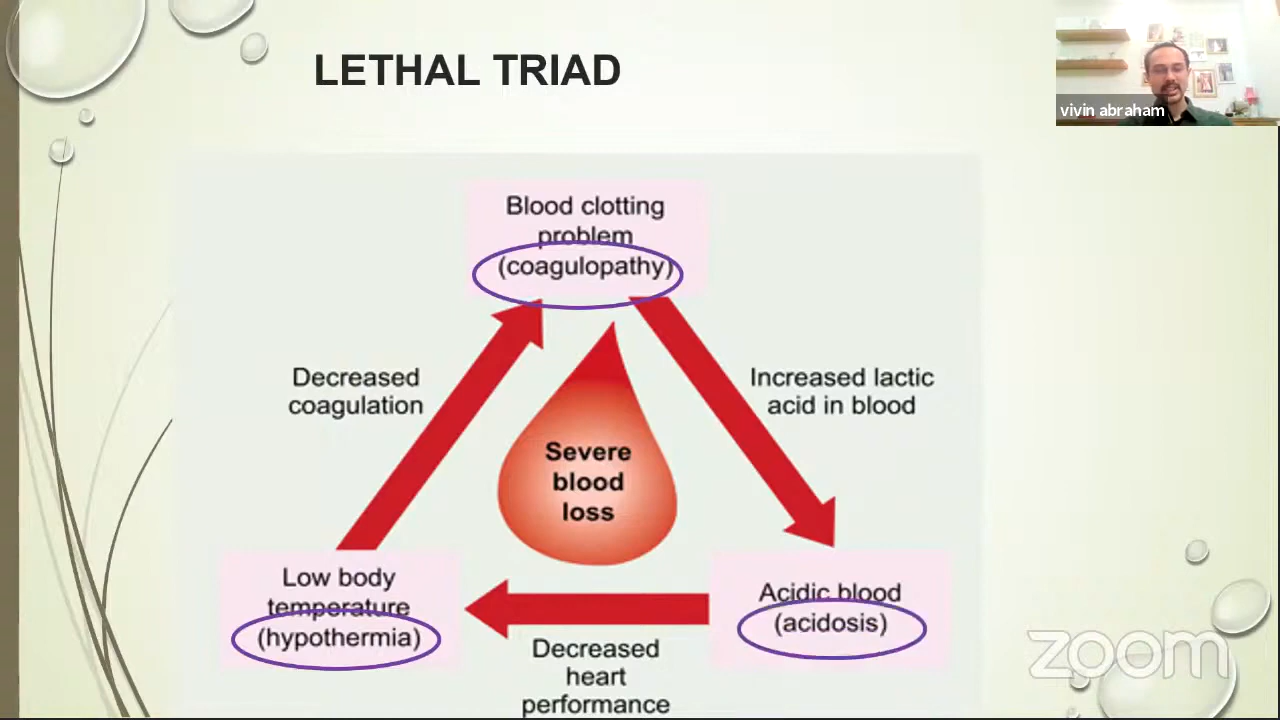 LETHAL TRIAD
vivin abraham
Blood clotting
problem
(coagulopathy)
Decreased
coagulation
Increased lactic
acid in blood
Severe
blood
loss
Low body
temperature
(hypothermia)
Acidic blood
(acidosis)
Decreased
heart
performance
zoom